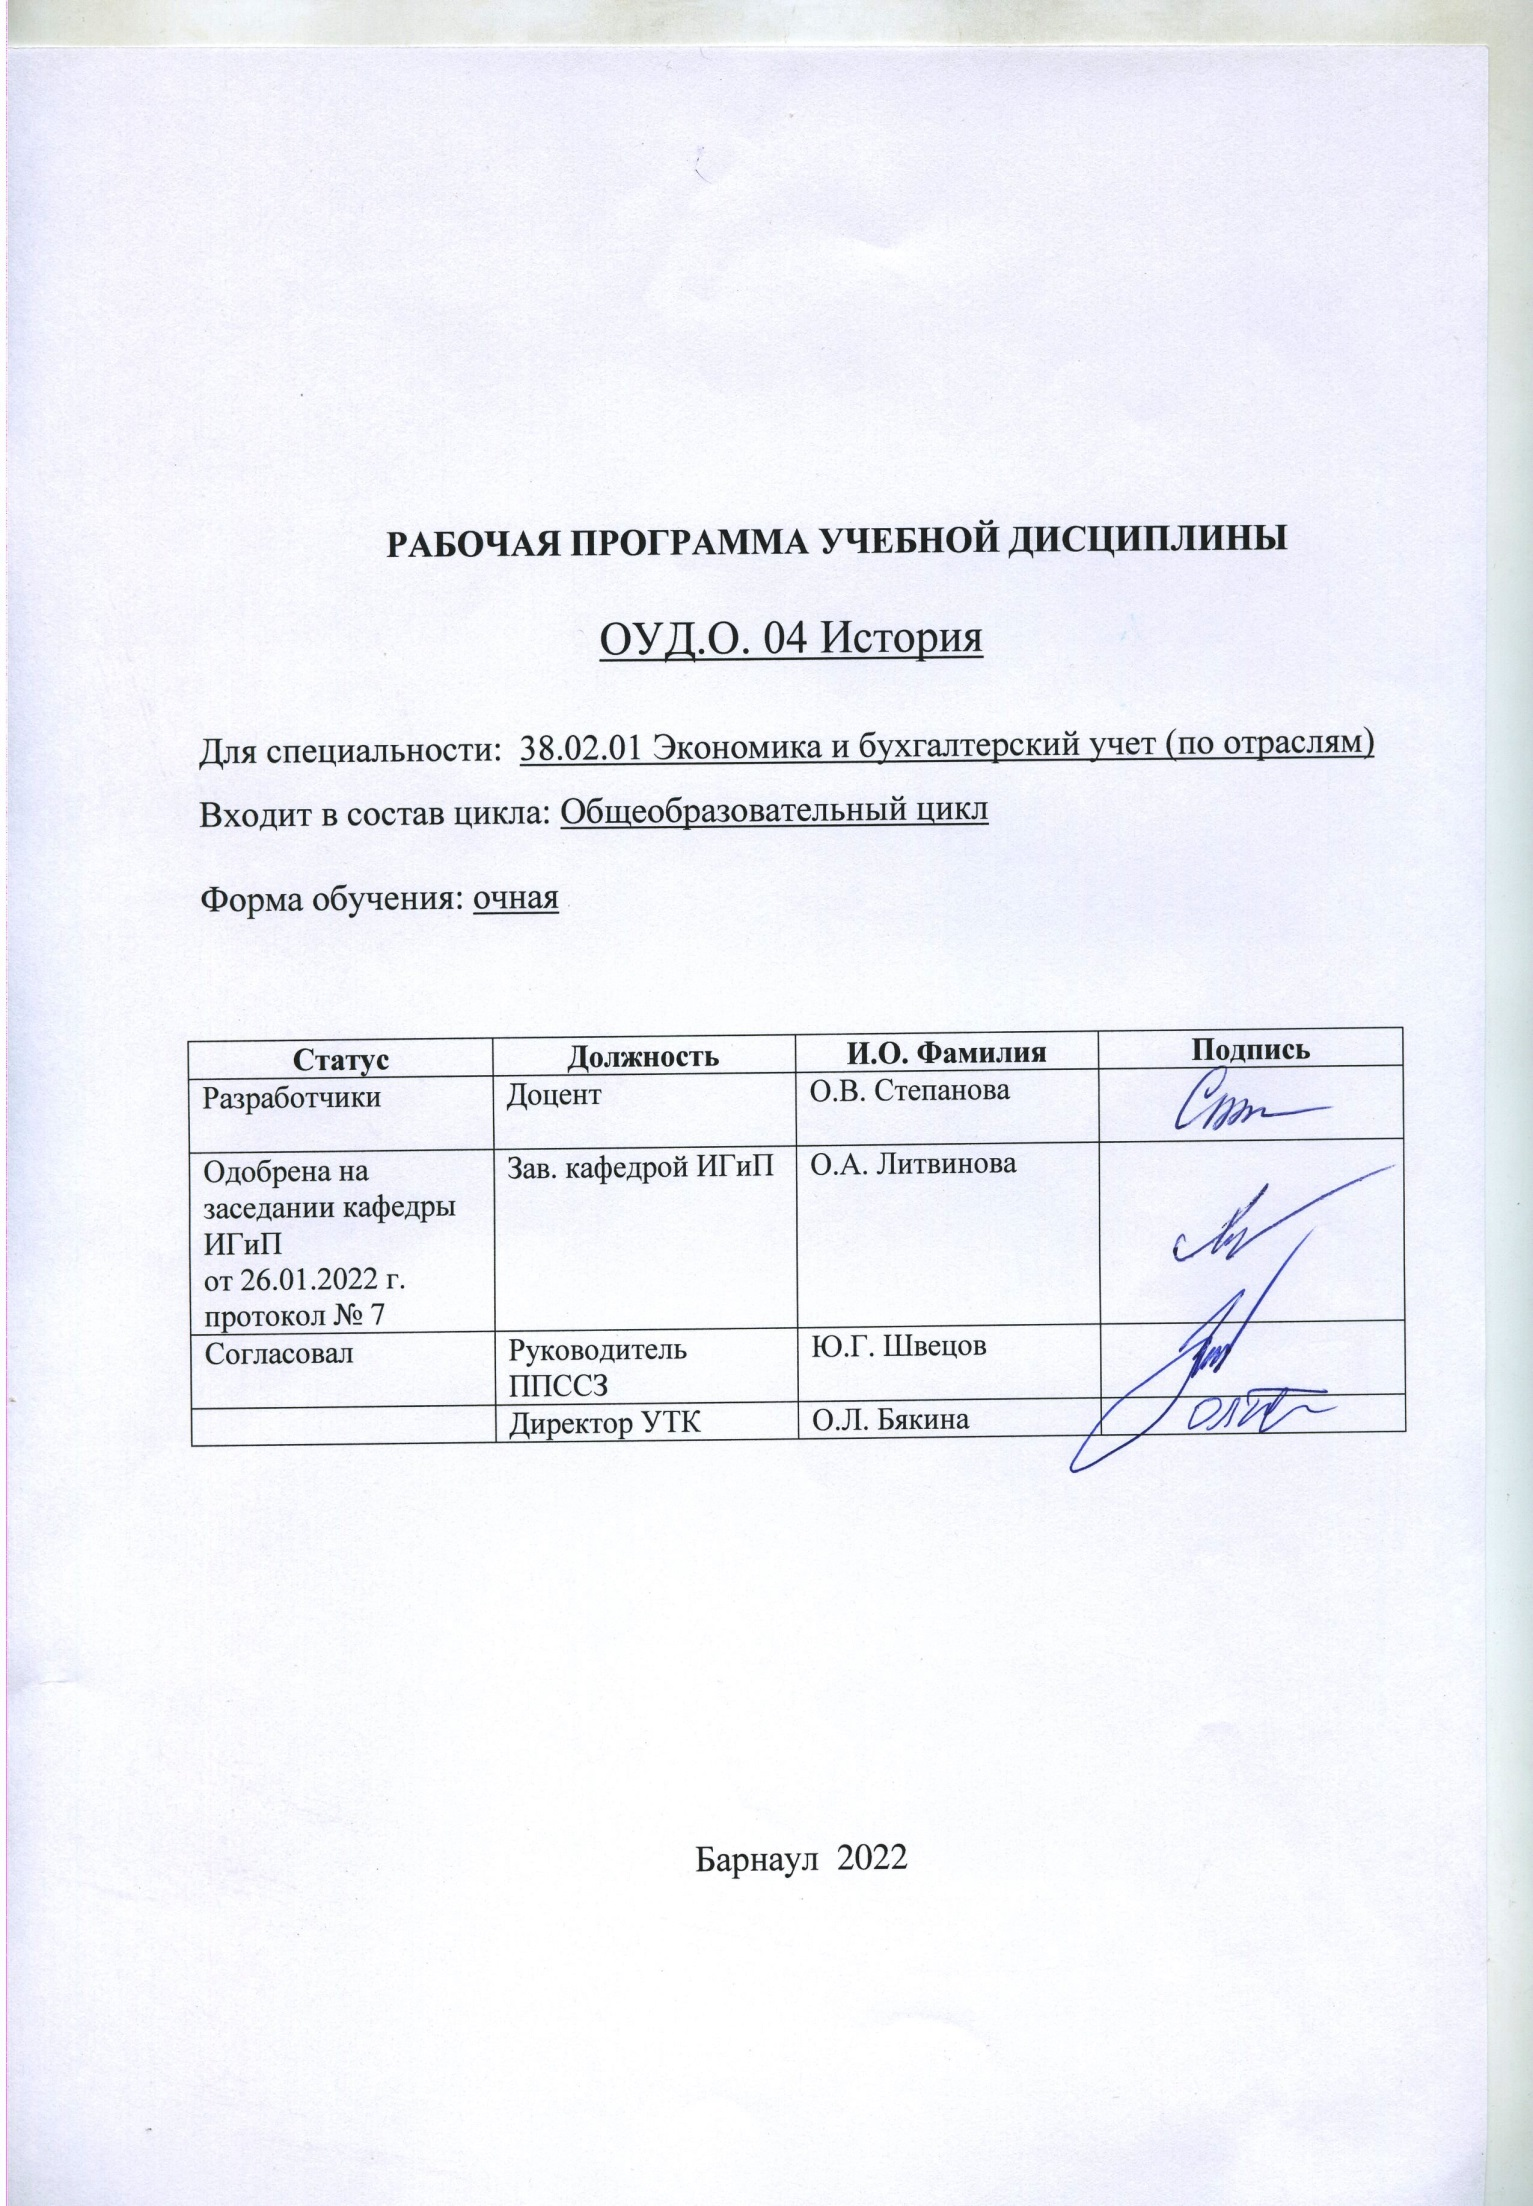 РАБОЧАЯ ПРОГРАММА УЧЕБНОЙ ДИСЦИПЛИНЫ
ОУД.О. 04 История
Для специальности: 38.02.01 Экономика и бухгалтерский учет (по отраслям)
Входит в состав цикла: Общеобразовательный цикл
Форма обучения: очная
Статус Должность И.О. Фамилия Подпись
Разработчики Доцент О.В. Степанова
Одобрена на Зав. кафедрой ИГиП О.А. Литвинова
заседании кафедры
ИГиП
от 26.01.2022 г.
протокол № 7
Согласовал Руководитель Ю.Г. Швецов
ППССЗ
Директор УТК О.Л. Бякина
Барнаул 2022